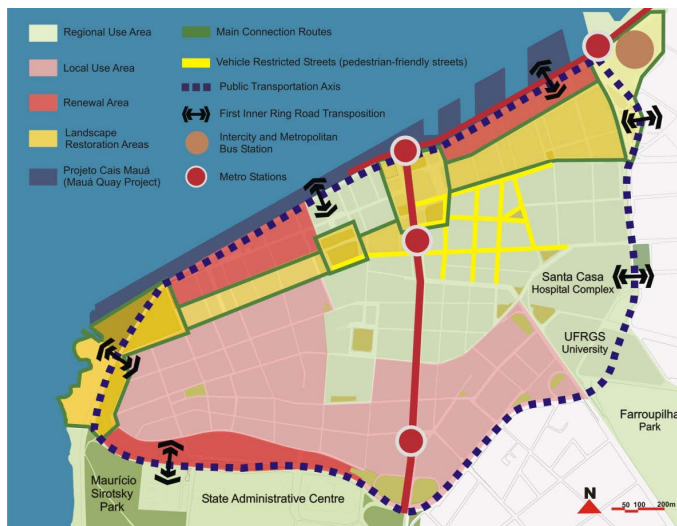 Regional Use Area
Local Use Area
Renewal Area
Landscape
Restoration Areas
Projeto Cais Mauá
(Mauá Quay Project)
Main Connection Routes
Vehicle Restricted Streets (pedestrian-friendly streets)
Public Transportation Axis
First Inner Ring Road Transposition
Intercity and Metropolitan
Bus Station
Metro Stations
Santa Casa
Hospital Complex
UFRGS
University
Farroupilha
Park
Maurício
Sirotsky
Park
State Administrative Centre
N
50 100 200m